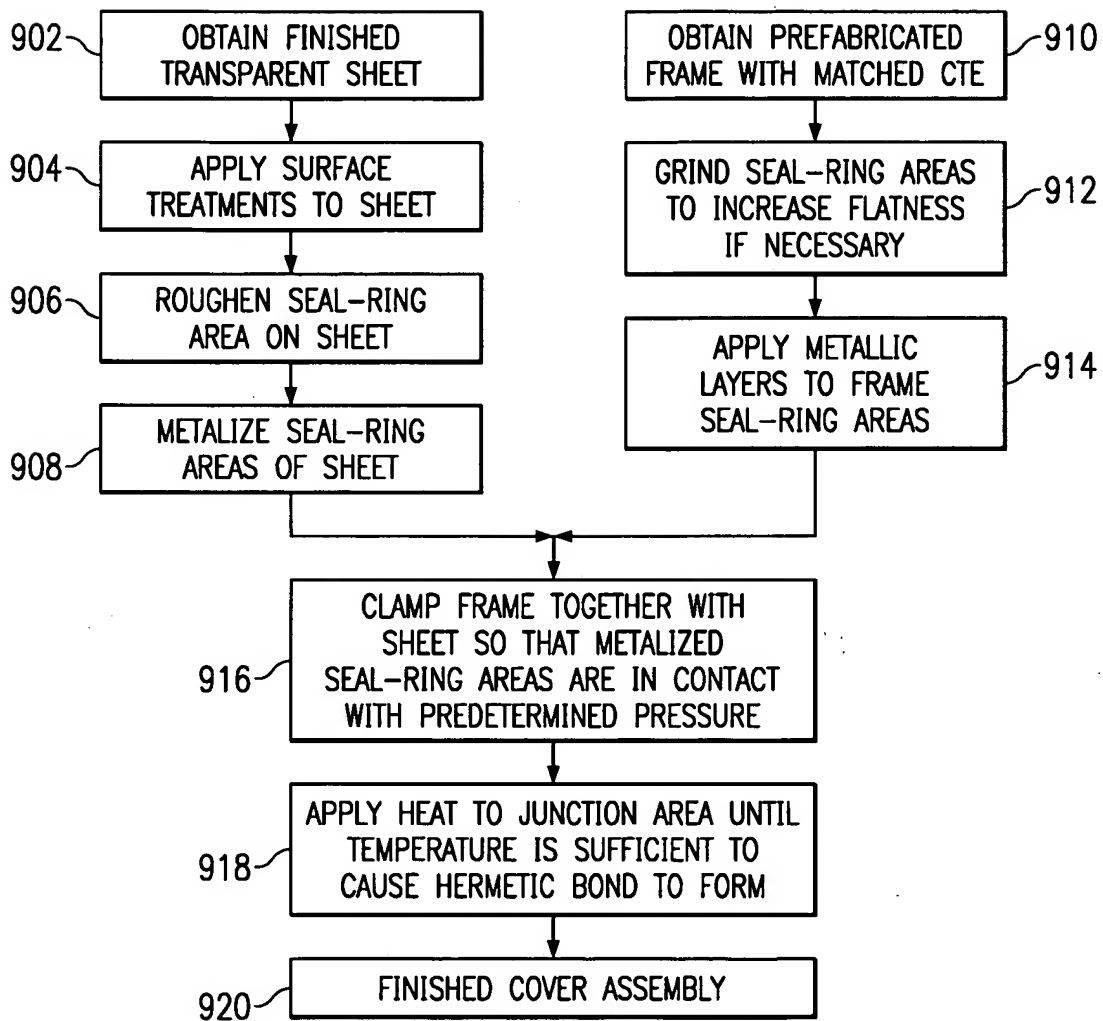 902
OBTAIN FINISHED
TRANSPARENT SHEET
904
APPLY SURFACE
TREATMENTS TO SHEET
906
ROUGHEN SEAL-RING
AREA ON SHEET
908
METALIZE SEAL-RING
AREAS OF SHEET
OBTAIN PREFABRICATED
FRAME WITH MATCHED CTE
910
GRIND SEAL-RING AREAS
TO INCREASE FLATNESS
IF NECESSARY
912
APPLY METALLIC
LAYERS TO FRAME
SEAL-RING AREAS
914
916
CLAMP FRAME TOGETHER WITH
SHEET SO THAT METALIZED
SEAL-RING AREAS ARE IN CONTACT
WITH PREDETERMINED PRESSURE
918
APPLY HEAT TO JUNCTION AREA UNTIL
TEMPERATURE IS SUFFICIENT TO
CAUSE HERMETIC BOND TO FORM
920
FINISHED COVER ASSEMBLY